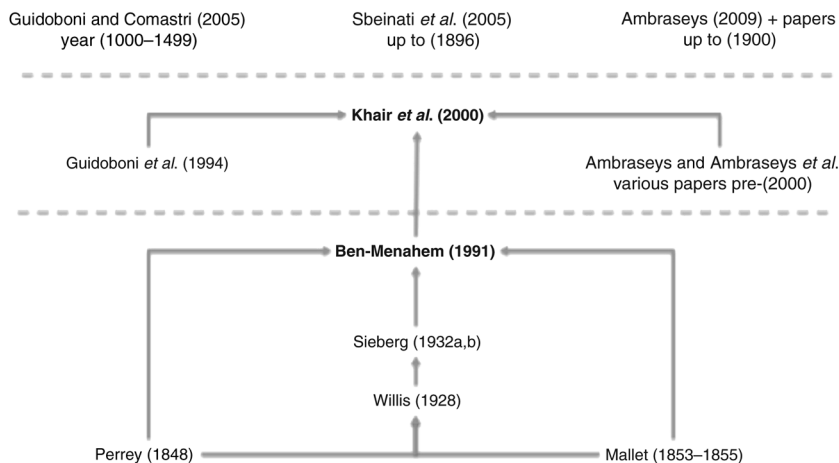 Guidoboni and Comastri (2005)
year (1000–1499)
Sbeinati et al. (2005)
up to (1896)
Ambraseys (2009) + papers
up to (1900)
Khair et al. (2000)
Guidoboni et al. (1994)
Ambraseys and Ambraseys et al.
various papers pre-(2000)
Ben-Menahem (1991)
Sieberg (1932a,b)
Willis (1928)
Perrey (1848)
Mallet (1853–1855)